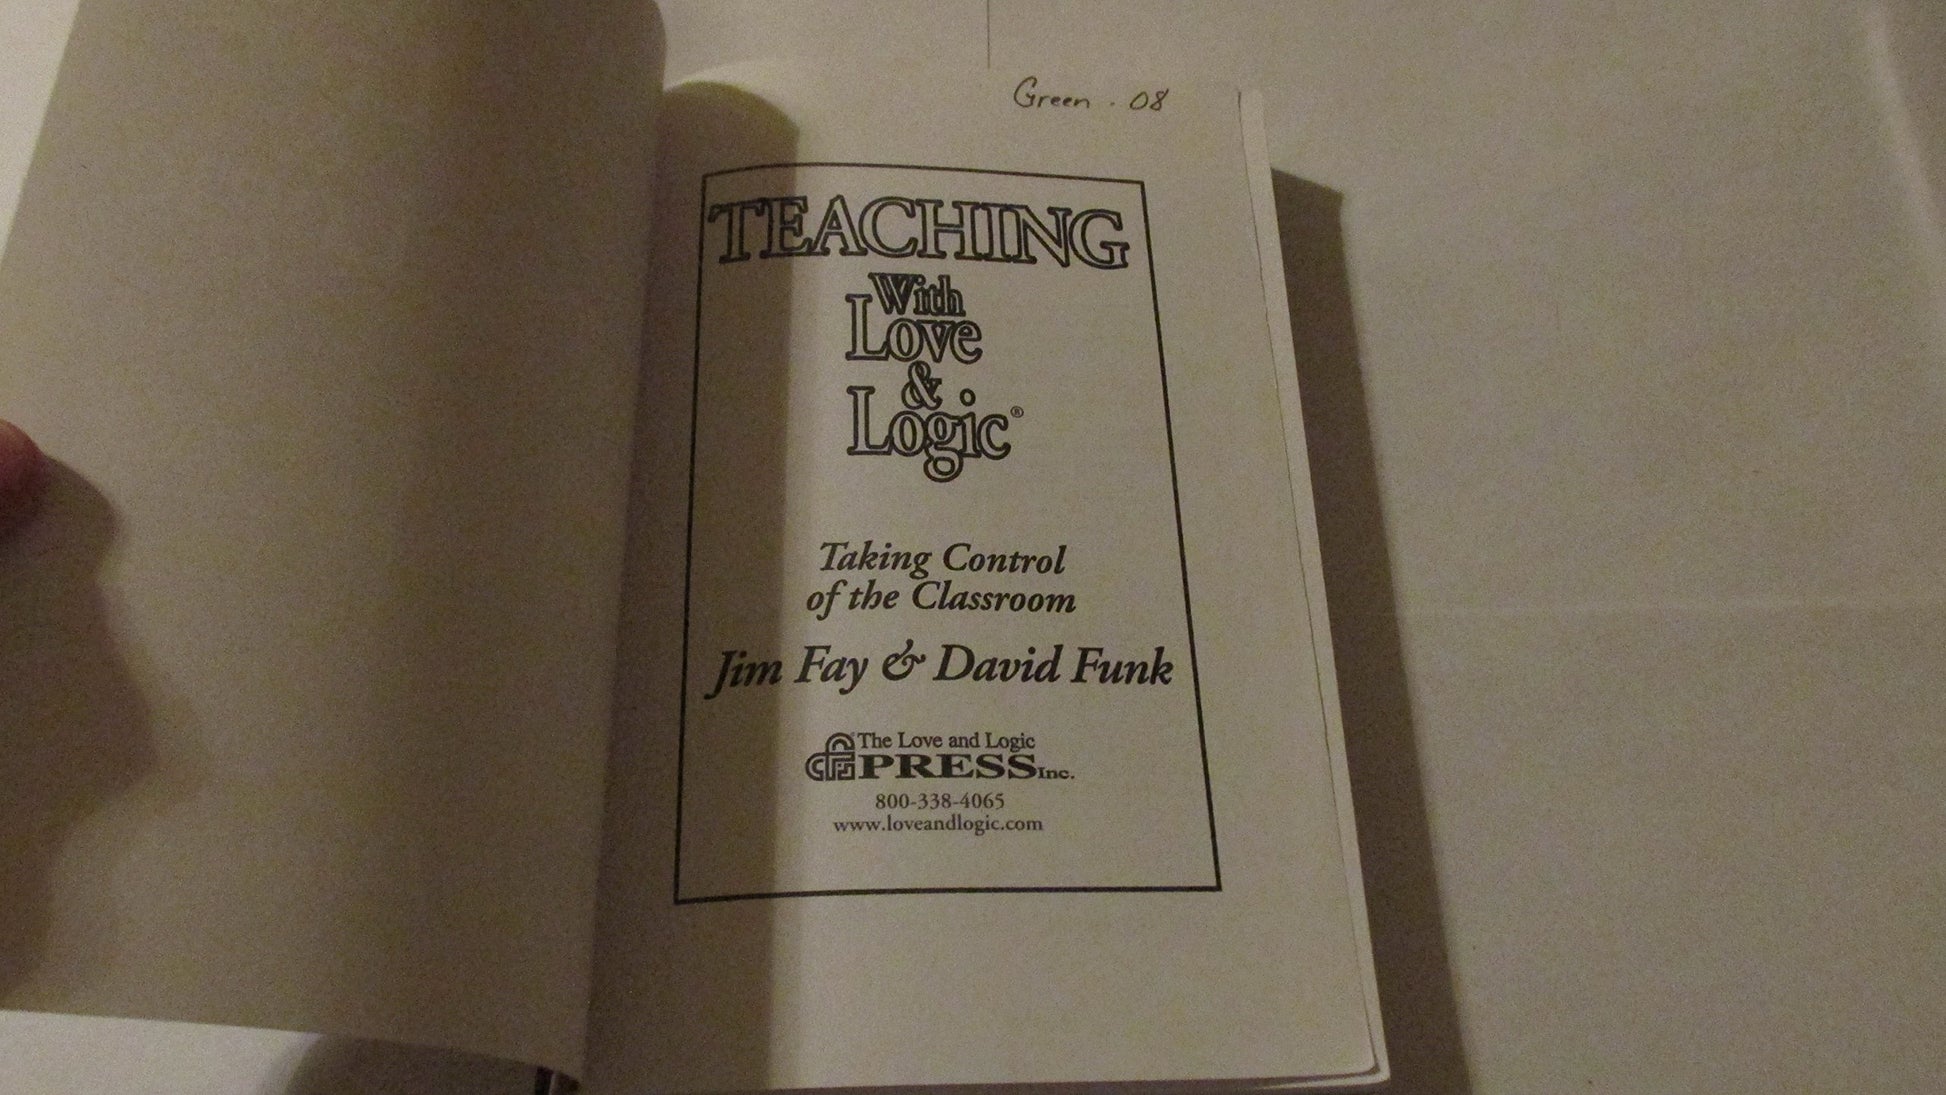 Green . 08
TEACHING
With
Love
&
Logic®
Taking Control
of the Classroom
Jim Fay & David Funk
The Love and Logic
PRESS Inc.
800-338-4065
www.loveandlogic.com